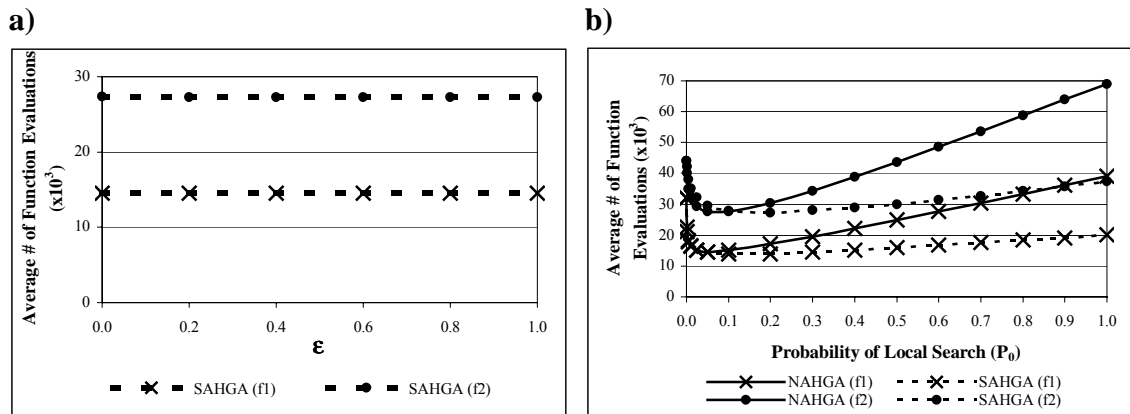 a)
b)
Average # of Function Evaluations
(x10³)
30
20
10
0
0.0 0.2 0.4 0.6 0.8 1.0
ε
SAHGA (f1) SAHGA (f2)
Average # of Function
Evaluations (x10³)
70
60
50
40
30
20
10
0
0.0 0.1 0.2 0.3 0.4 0.5 0.6 0.7 0.8 0.9 1.0
Probability of Local Search (P₀)
NAHGA (f1) SAHGA (f1)
NAHGA (f2) SAHGA (f2)